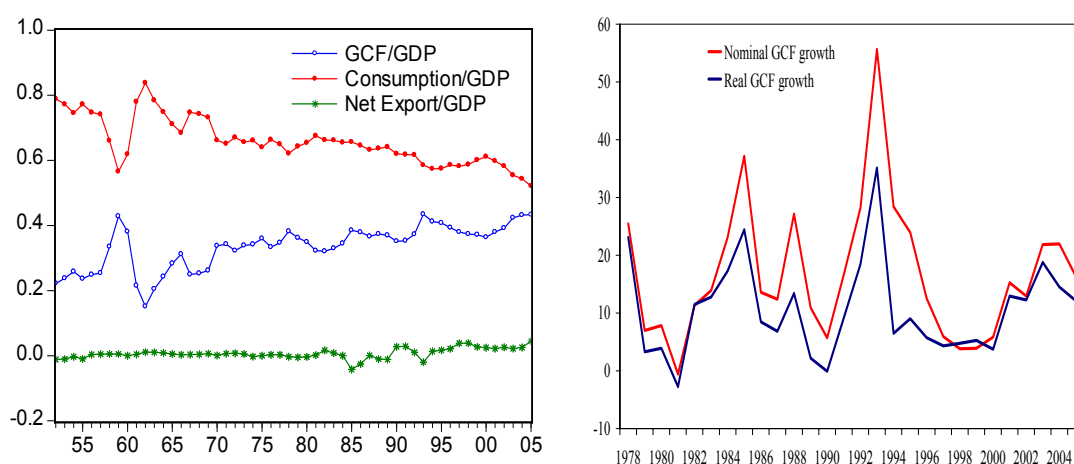 1.0
0.8
0.6
0.4
0.2
0.0
-0.2
GCF/GDP
Consumption/GDP
Net Export/GDP
55 60 65 70 75 80 85 90 95 00 05
60
50
40
30
20
10
0
-10
Nominal GCF growth
Real GCF growth
1978 1980 1982 1984 1986 1988 1990 1992 1994 1996 1998 2000 2002 2004